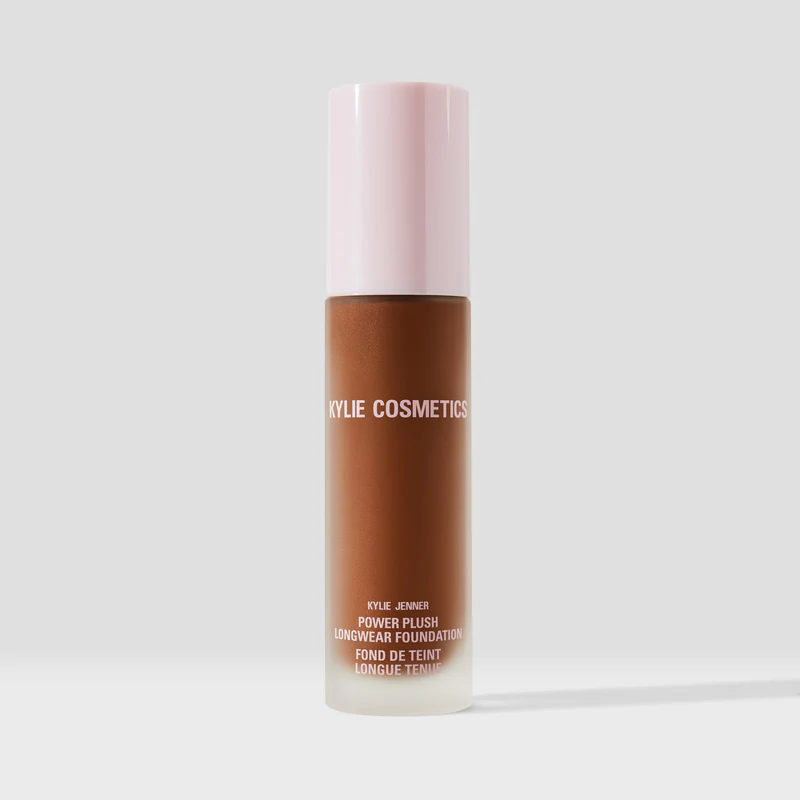 KYLIE COSMETICS
KYLIE JENNER
POWER PLUSH
LONGWEAR FOUNDATION
FOND DE TEINT
LONGUE TENUE